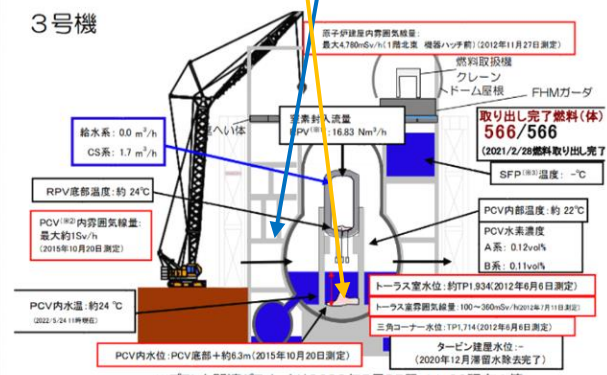 3号機
原子炉建屋内雰囲気線量:
最大4,780mSv/h(1階北東 機器ハッチ前)(2012年11月27日測定)
燃料取扱機
クレーン
ドーム屋根
FHMガーダ
給水系: 0.0 m³/h
CS系: 1.7 m³/h
遮へい体
窒素封入流量
RPV(※1): 16.83 Nm³/h
取り出し完了燃料(体)
566/566
(2021/2/28燃料取り出し完了)
SFP(※3)温度: -℃
RPV底部温度: 約 24℃
PCV(※2)内雰囲気線量:
最大約1Sv/h
(2015年10月20日測定)
PCV内部温度: 約 22℃
PCV水素濃度
A系: 0.12vol%
B系: 0.11vol%
トーラス室水位: 約TP1,934(2012年6月6日測定)
トーラス室雰囲気線量: 100~360mSv/h(2012年7月11日測定)
三角コーナー水位: TP1,714(2012年6月6日測定)
PCV内水温: 約24 ℃
(2022/5/24 11時現在)
PCV内水位: PCV底部+約6.3m(2015年10月20日測定)
タービン建屋水位: -
(2020年12月滞留水除去完了)